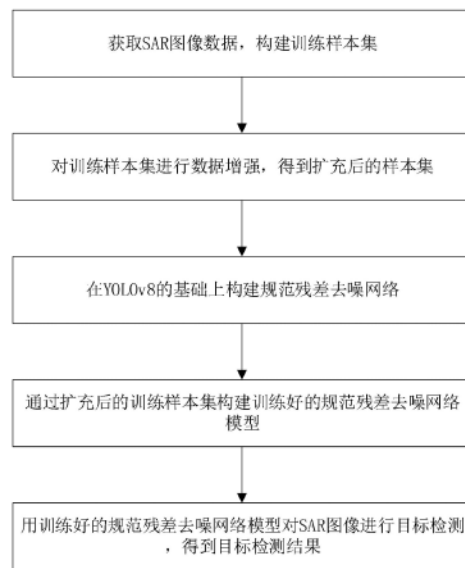 获取SAR图像数据，构建训练样本集
对训练样本集进行数据增强，得到扩充后的样本集
在YOLOv8的基础上构建规范残差去噪网络
通过扩充后的训练样本集构建训练好的规范残差去噪网络
模型
用训练好的规范残差去噪网络模型对SAR图像进行目标检测
，得到目标检测结果